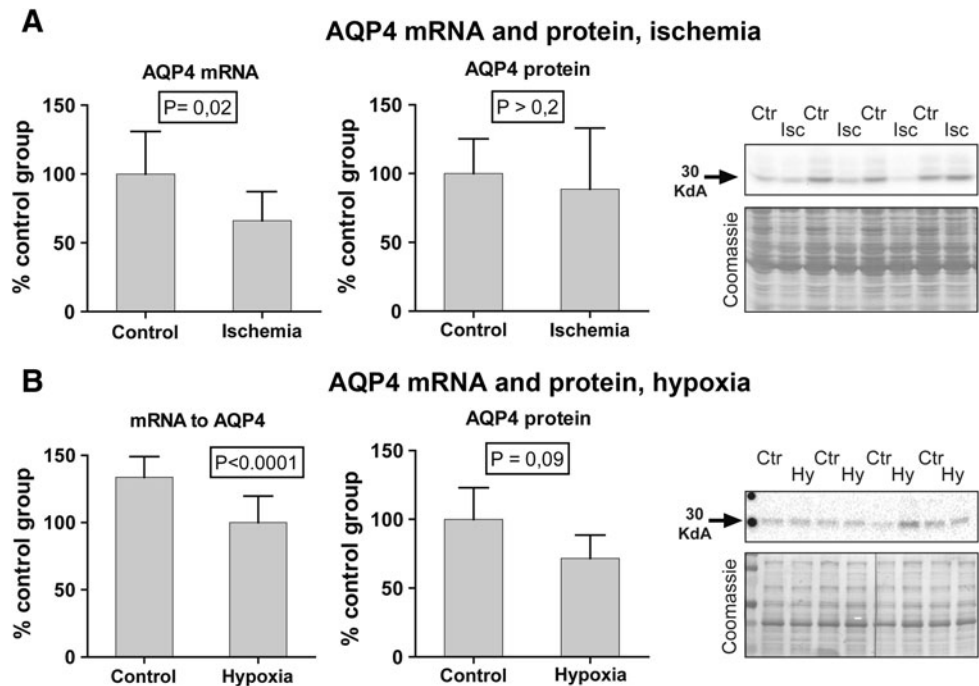 A
AQP4 mRNA and protein, ischemia
AQP4 mRNA
P= 0,02
% control group
150
100
50
0
Control Ischemia
AQP4 protein
P > 0,2
% control group
150
100
50
0
Control Ischemia
Ctr Ctr Ctr Ctr
Isc Isc Isc Isc
30
KdA
Coomassie
B
AQP4 mRNA and protein, hypoxia
mRNA to AQP4
P<0.0001
% control group
150
100
50
0
Control Hypoxia
AQP4 protein
P = 0,09
% control group
150
100
50
0
Control Hypoxia
Ctr Ctr Ctr Ctr
Hy Hy Hy Hy
30
KdA
Coomassie